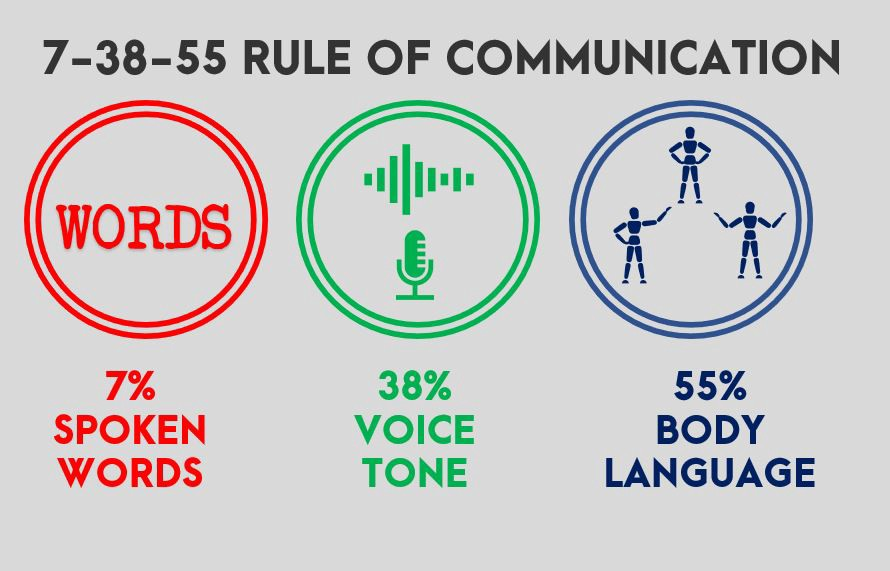 7-38-55 RULE OF COMMUNICATION
WORDS
7%
SPOKEN
WORDS
38%
VOICE
TONE
55%
BODY
LANGUAGE